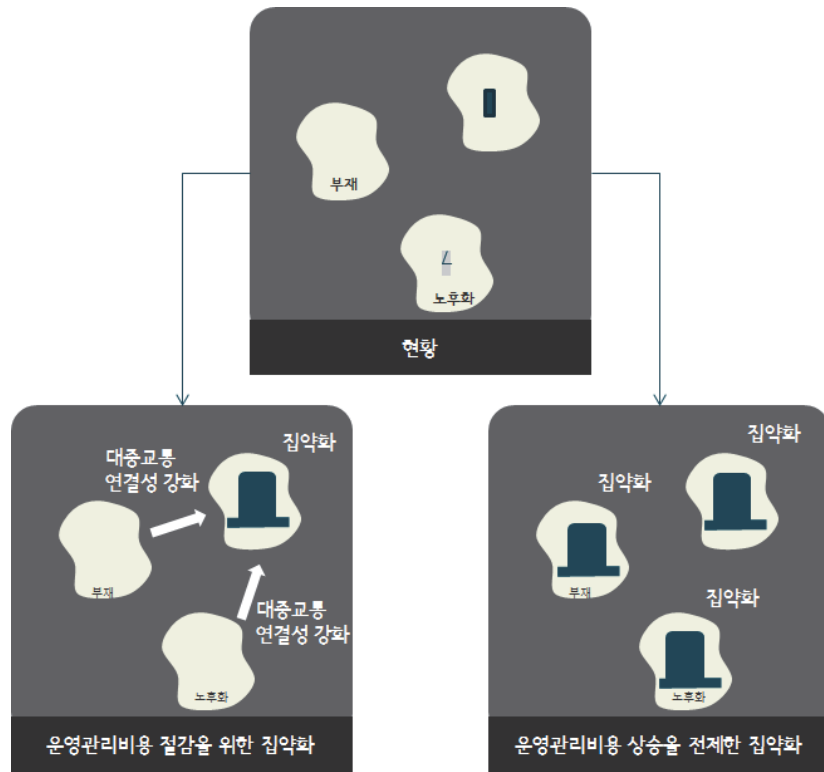 부재
노후화
현황
집약화
대중교통
연결성 강화
부재
대중교통
연결성 강화
노후화
운영관리비용 절감을 위한 집약화
집약화
집약화
부재
집약화
노후화
운영관리비용 상승을 전제한 집약화